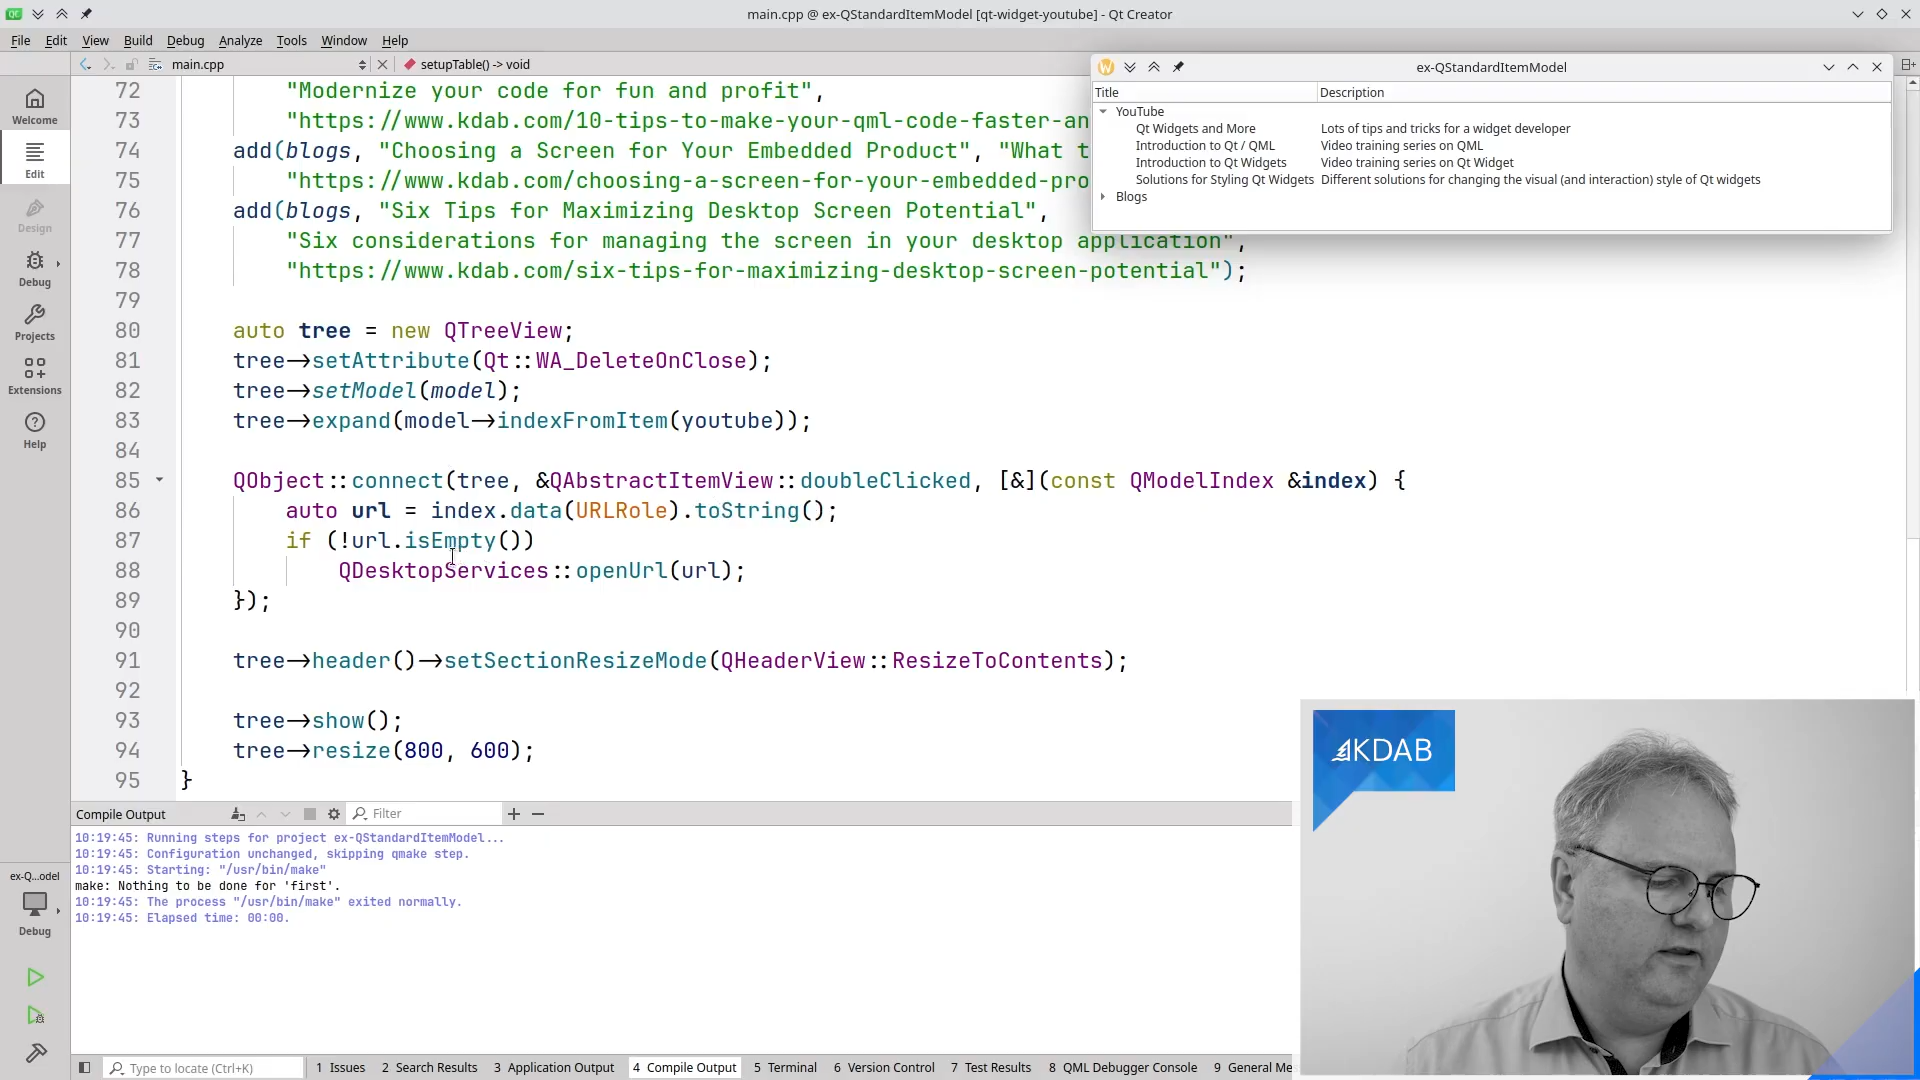 main.cpp @ ex-QStandardItemModel [qt-widget-youtube] - Qt Creator
File Edit View Build Debug Analyze Tools Window Help
main.cpp
setupTable() -> void
Welcome
Edit
Design
Debug
Projects
Extensions
Help
72 "Modernize your code for fun and profit",
73 "https://www.kdab.com/10-tips-to-make-your-qml-code-faster-an
74 add(blogs, "Choosing a Screen for Your Embedded Product", "What t
75 "https://www.kdab.com/choosing-a-screen-for-your-embedded-pro
76 add(blogs, "Six Tips for Maximizing Desktop Screen Potential",
77 "Six considerations for managing the screen in your desktop application",
78 "https://www.kdab.com/six-tips-for-maximizing-desktop-screen-potential");
79
80 auto tree = new QTreeView;
81 tree->setAttribute(Qt::WA_DeleteOnClose);
82 tree->setModel(model);
83 tree->expand(model->indexFromItem(youtube));
84
85 QObject::connect(tree, &QAbstractItemView::doubleClicked, [&](const QModelIndex &index) {
86 auto url = index.data(URLRole).toString();
87 if (!url.isEmpty())
88 QDesktopServices::openUrl(url);
89 });
90
91 tree->header()->setSectionResizeMode(QHeaderView::ResizeToContents);
92
93 tree->show();
94 tree->resize(800, 600);
95 }
ex-QStandardItemModel
Title Description
YouTube
Qt Widgets and More Lots of tips and tricks for a widget developer
Introduction to Qt / QML Video training series on QML
Introduction to Qt Widgets Video training series on Qt Widget
Solutions for Styling Qt Widgets Different solutions for changing the visual (and interaction) style of Qt widgets
Blogs
Compile Output
Filter
10:19:45: Running steps for project ex-QStandardItemModel...
10:19:45: Configuration unchanged, skipping qmake step.
10:19:45: Starting: "/usr/bin/make"
make: Nothing to be done for 'first'.
10:19:45: The process "/usr/bin/make" exited normally.
10:19:45: Elapsed time: 00:00.
ex-Q...odel
Debug
KDAB
Type to locate (Ctrl+K)
1 Issues 2 Search Results 3 Application Output 4 Compile Output 5 Terminal 6 Version Control 7 Test Results 8 QML Debugger Console 9 General Me